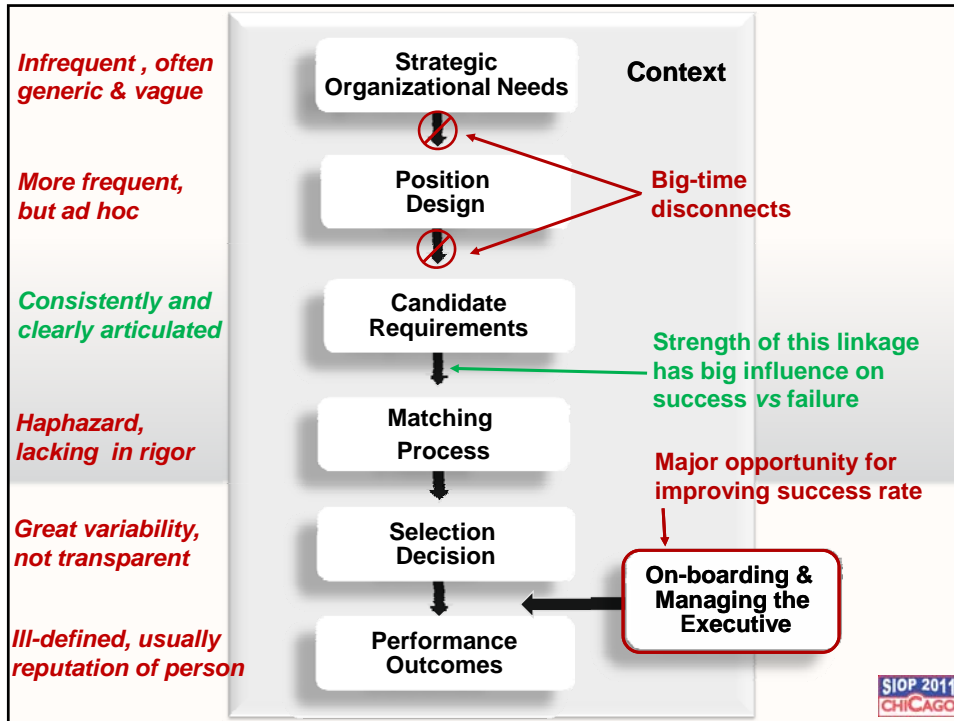 Infrequent , often
generic & vague
Strategic
Organizational Needs
Context
More frequent,
but ad hoc
Position
Design
Big-time
disconnects
Consistently and
clearly articulated
Candidate
Requirements
Strength of this linkage
has big influence on
success vs failure
Haphazard,
lacking in rigor
Matching
Process
Major opportunity for
improving success rate
Great variability,
not transparent
Selection
Decision
On-boarding &
Managing the
Executive
Ill-defined, usually
reputation of person
Performance
Outcomes
SIOP 2011
CHICAGO